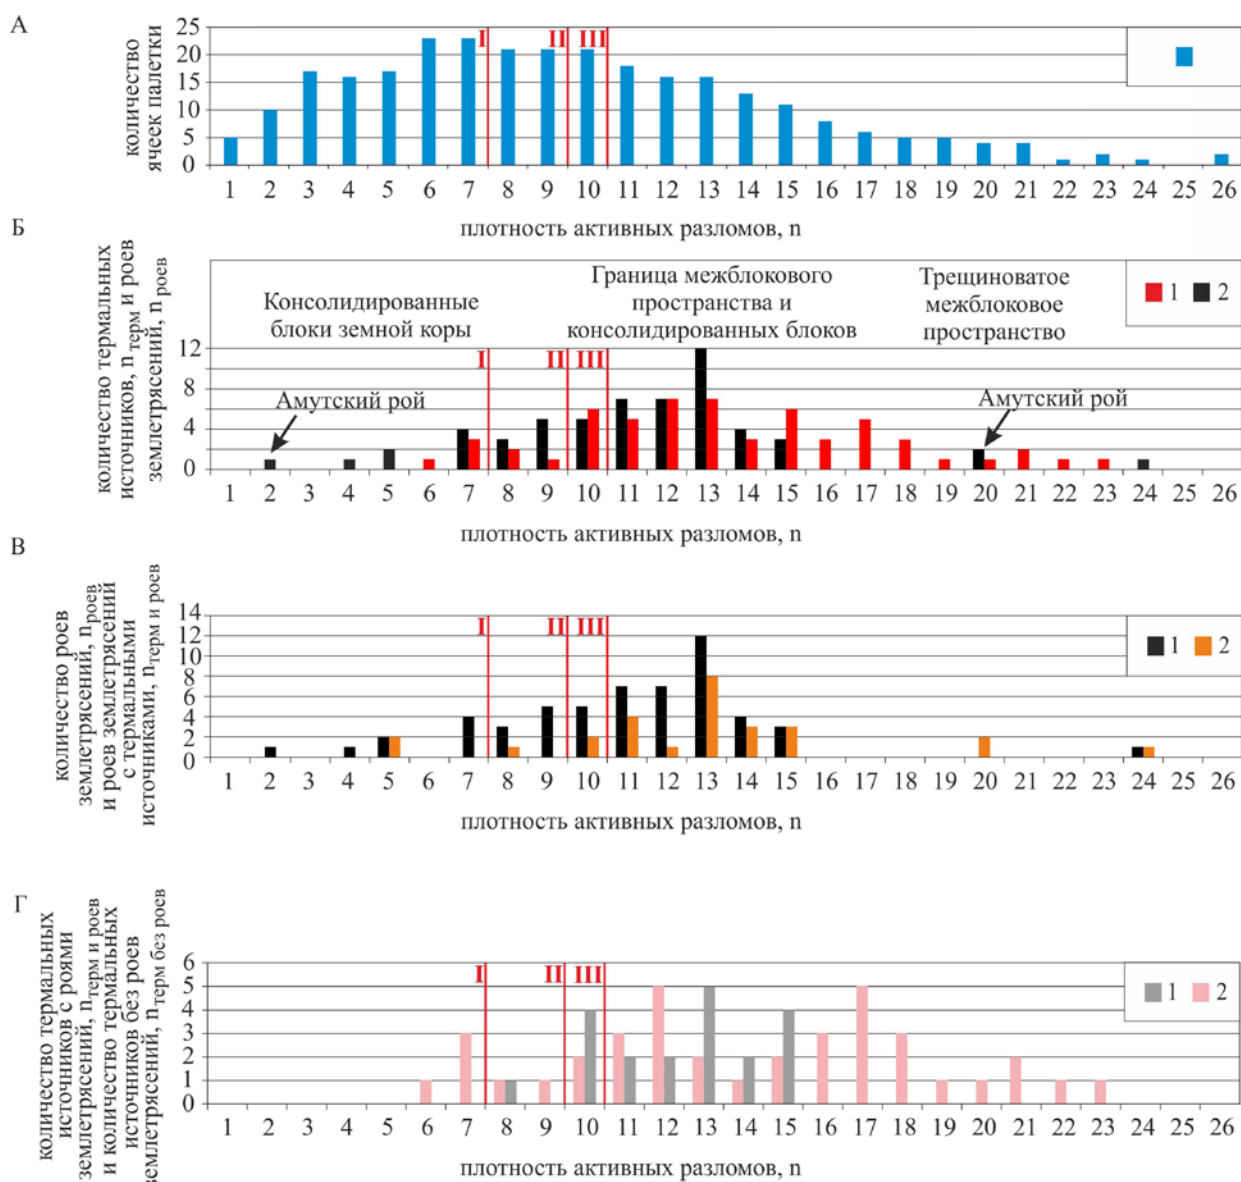 А
количество
ячеек палетки
25
20
15
10
5
0
I II III
1 2 3 4 5 6 7 8 9 10 11 12 13 14 15 16 17 18 19 20 21 22 23 24 25 26
плотность активных разломов, n
Б
количество термальных
источников, n терм и роев
землетрясений, n роев
12
8
4
0
Консолидированные
блоки земной коры
Граница межблокового
пространства и
консолидированных блоков
Трещиноватое
межблоковое
пространство
1 2
I II III
Амутский рой
Амутский рой
1 2 3 4 5 6 7 8 9 10 11 12 13 14 15 16 17 18 19 20 21 22 23 24 25 26
плотность активных разломов, n
В
количество роев
землетрясений, nроев
и роев землетрясений
с термальными
источниками, nтерм и роев
14
12
10
8
6
4
2
0
I II III
1 2
1 2 3 4 5 6 7 8 9 10 11 12 13 14 15 16 17 18 19 20 21 22 23 24 25 26
плотность активных разломов, n
Г
количество термальных
источников с роями
землетрясений, nтерм и роев
и количество термальных
источников без роев
землетрясений, nтерм без роев
6
5
4
3
2
1
0
I II III
1 2
1 2 3 4 5 6 7 8 9 10 11 12 13 14 15 16 17 18 19 20 21 22 23 24 25 26
плотность активных разломов, n